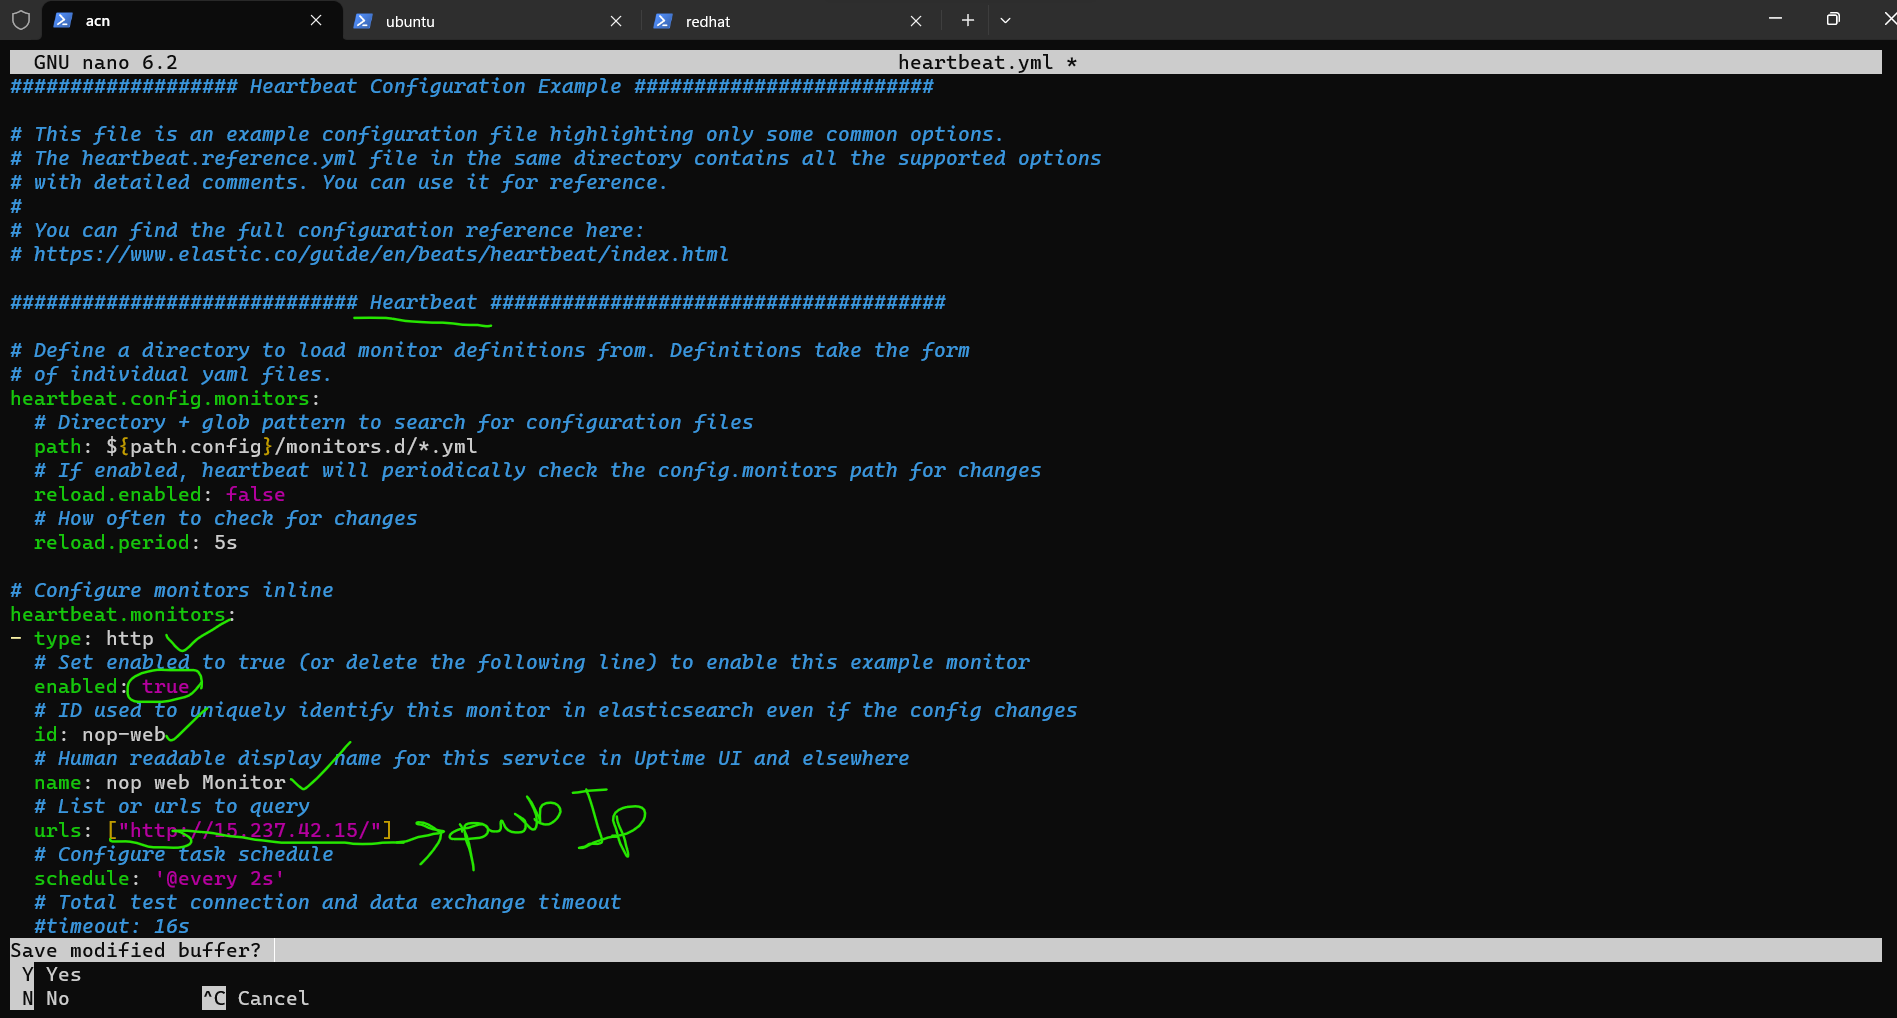 acn
ubuntu
redhat
GNU nano 6.2 heartbeat.yml *
################### Heartbeat Configuration Example #########################
# This file is an example configuration file highlighting only some common options.
# The heartbeat.reference.yml file in the same directory contains all the supported options
# with detailed comments. You can use it for reference.
#
# You can find the full configuration reference here:
# https://www.elastic.co/guide/en/beats/heartbeat/index.html
############################# Heartbeat ######################################
# Define a directory to load monitor definitions from. Definitions take the form
# of individual yaml files.
heartbeat.config.monitors:
# Directory + glob pattern to search for configuration files
path: ${path.config}/monitors.d/*.yml
# If enabled, heartbeat will periodically check the config.monitors path for changes
reload.enabled: false
# How often to check for changes
reload.period: 5s
# Configure monitors inline
heartbeat.monitors:
- type: http
# Set enabled to true (or delete the following line) to enable this example monitor
enabled: true
# ID used to uniquely identify this monitor in elasticsearch even if the config changes
id: nop-web
# Human readable display name for this service in Uptime UI and elsewhere
name: nop web Monitor
# List or urls to query
urls: ["http://15.237.42.15/"] pub Ip
# Configure task schedule
schedule: '@every 2s'
# Total test connection and data exchange timeout
#timeout: 16s
Save modified buffer?
Y Yes
N No ^C Cancel